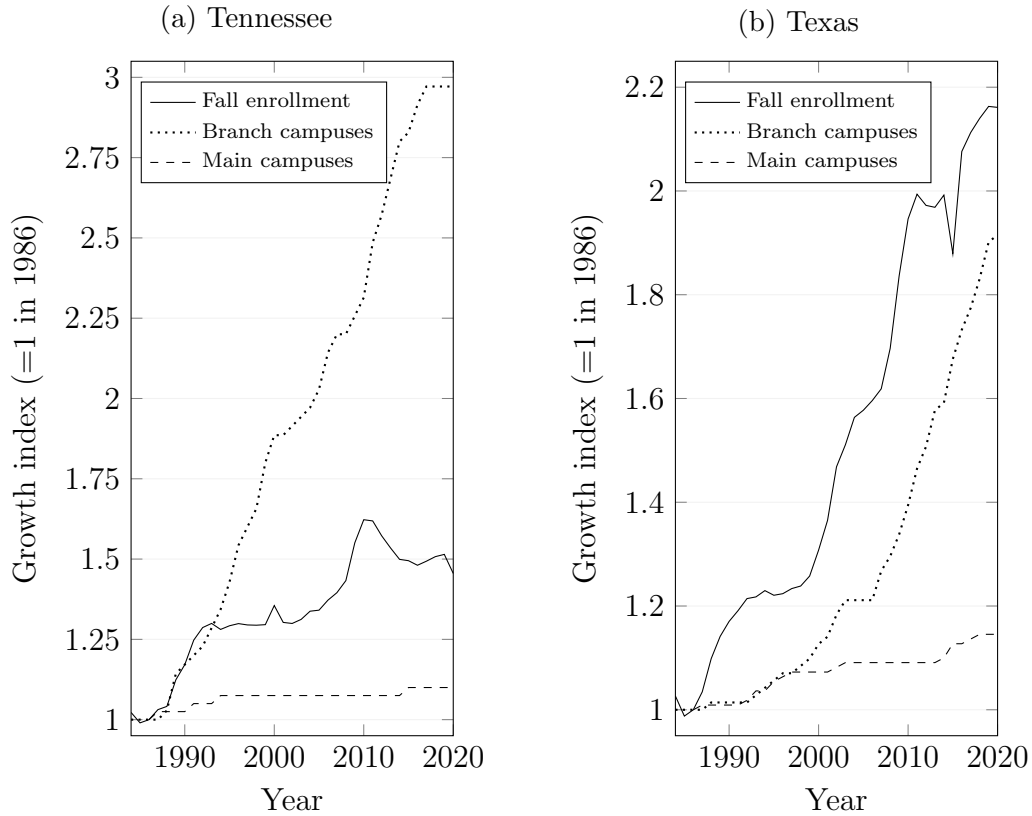 (a) Tennessee
3
2.75
2.5
2.25
2
1.75
1.5
1.25
1
1990 2000 2010 2020
Year
Growth index (=1 in 1986)
Fall enrollment
Branch campuses
Main campuses
(b) Texas
2.2
2
1.8
1.6
1.4
1.2
1
1990 2000 2010 2020
Year
Growth index (=1 in 1986)
Fall enrollment
Branch campuses
Main campuses